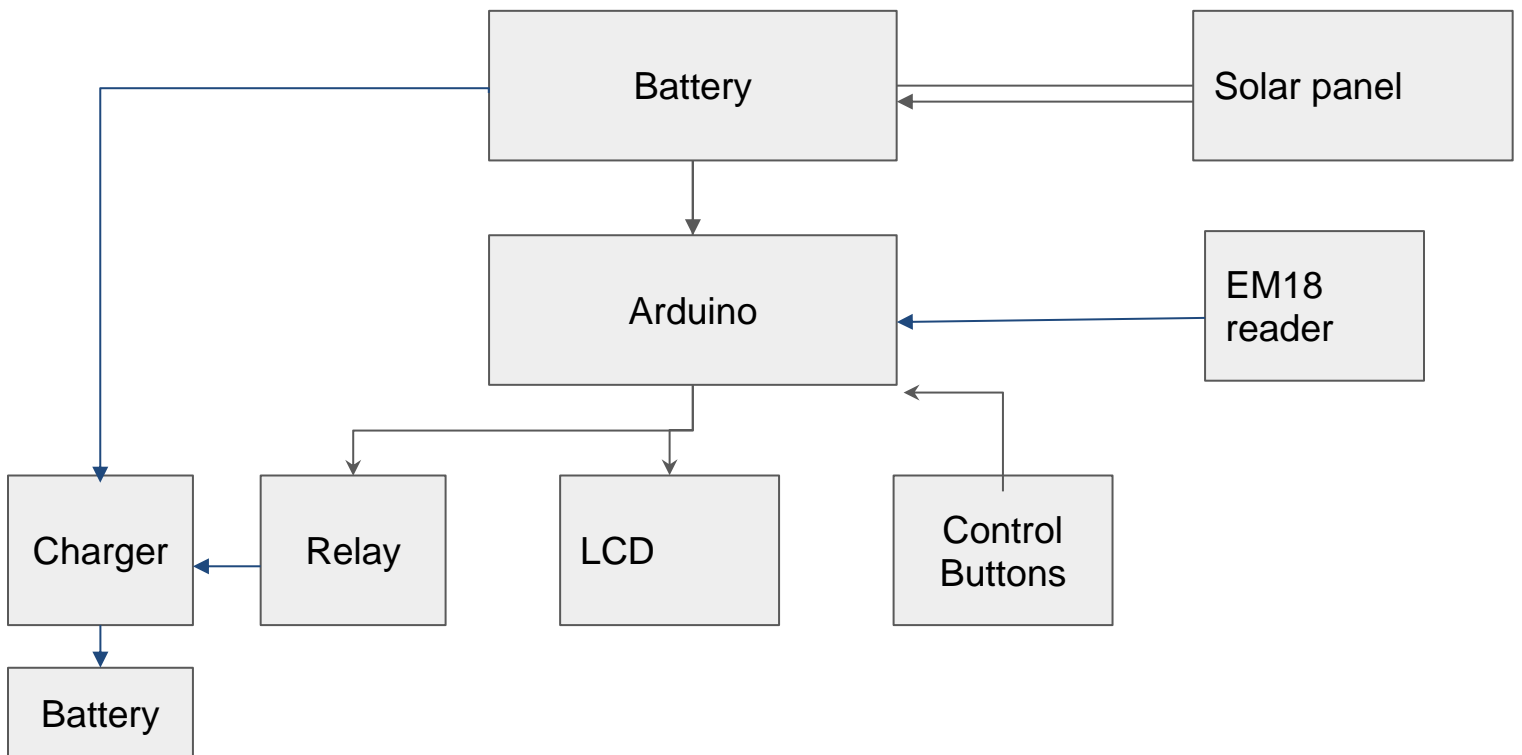 Battery
Solar panel
Arduino
EM18
reader
Charger
Relay
LCD
Control
Buttons
Battery